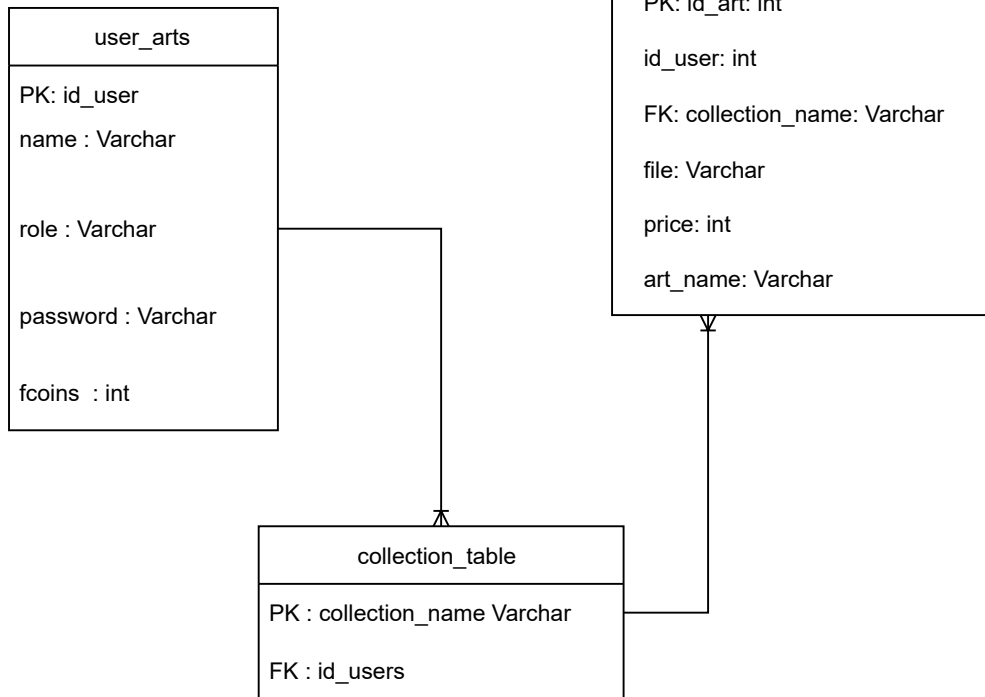 user_arts
PK: id_user
name : Varchar
role : Varchar
password : Varchar
fcoins : int
PK: id_art: int
id_user: int
FK: collection_name: Varchar
file: Varchar
price: int
art_name: Varchar
collection_table
PK : collection_name Varchar
FK : id_users